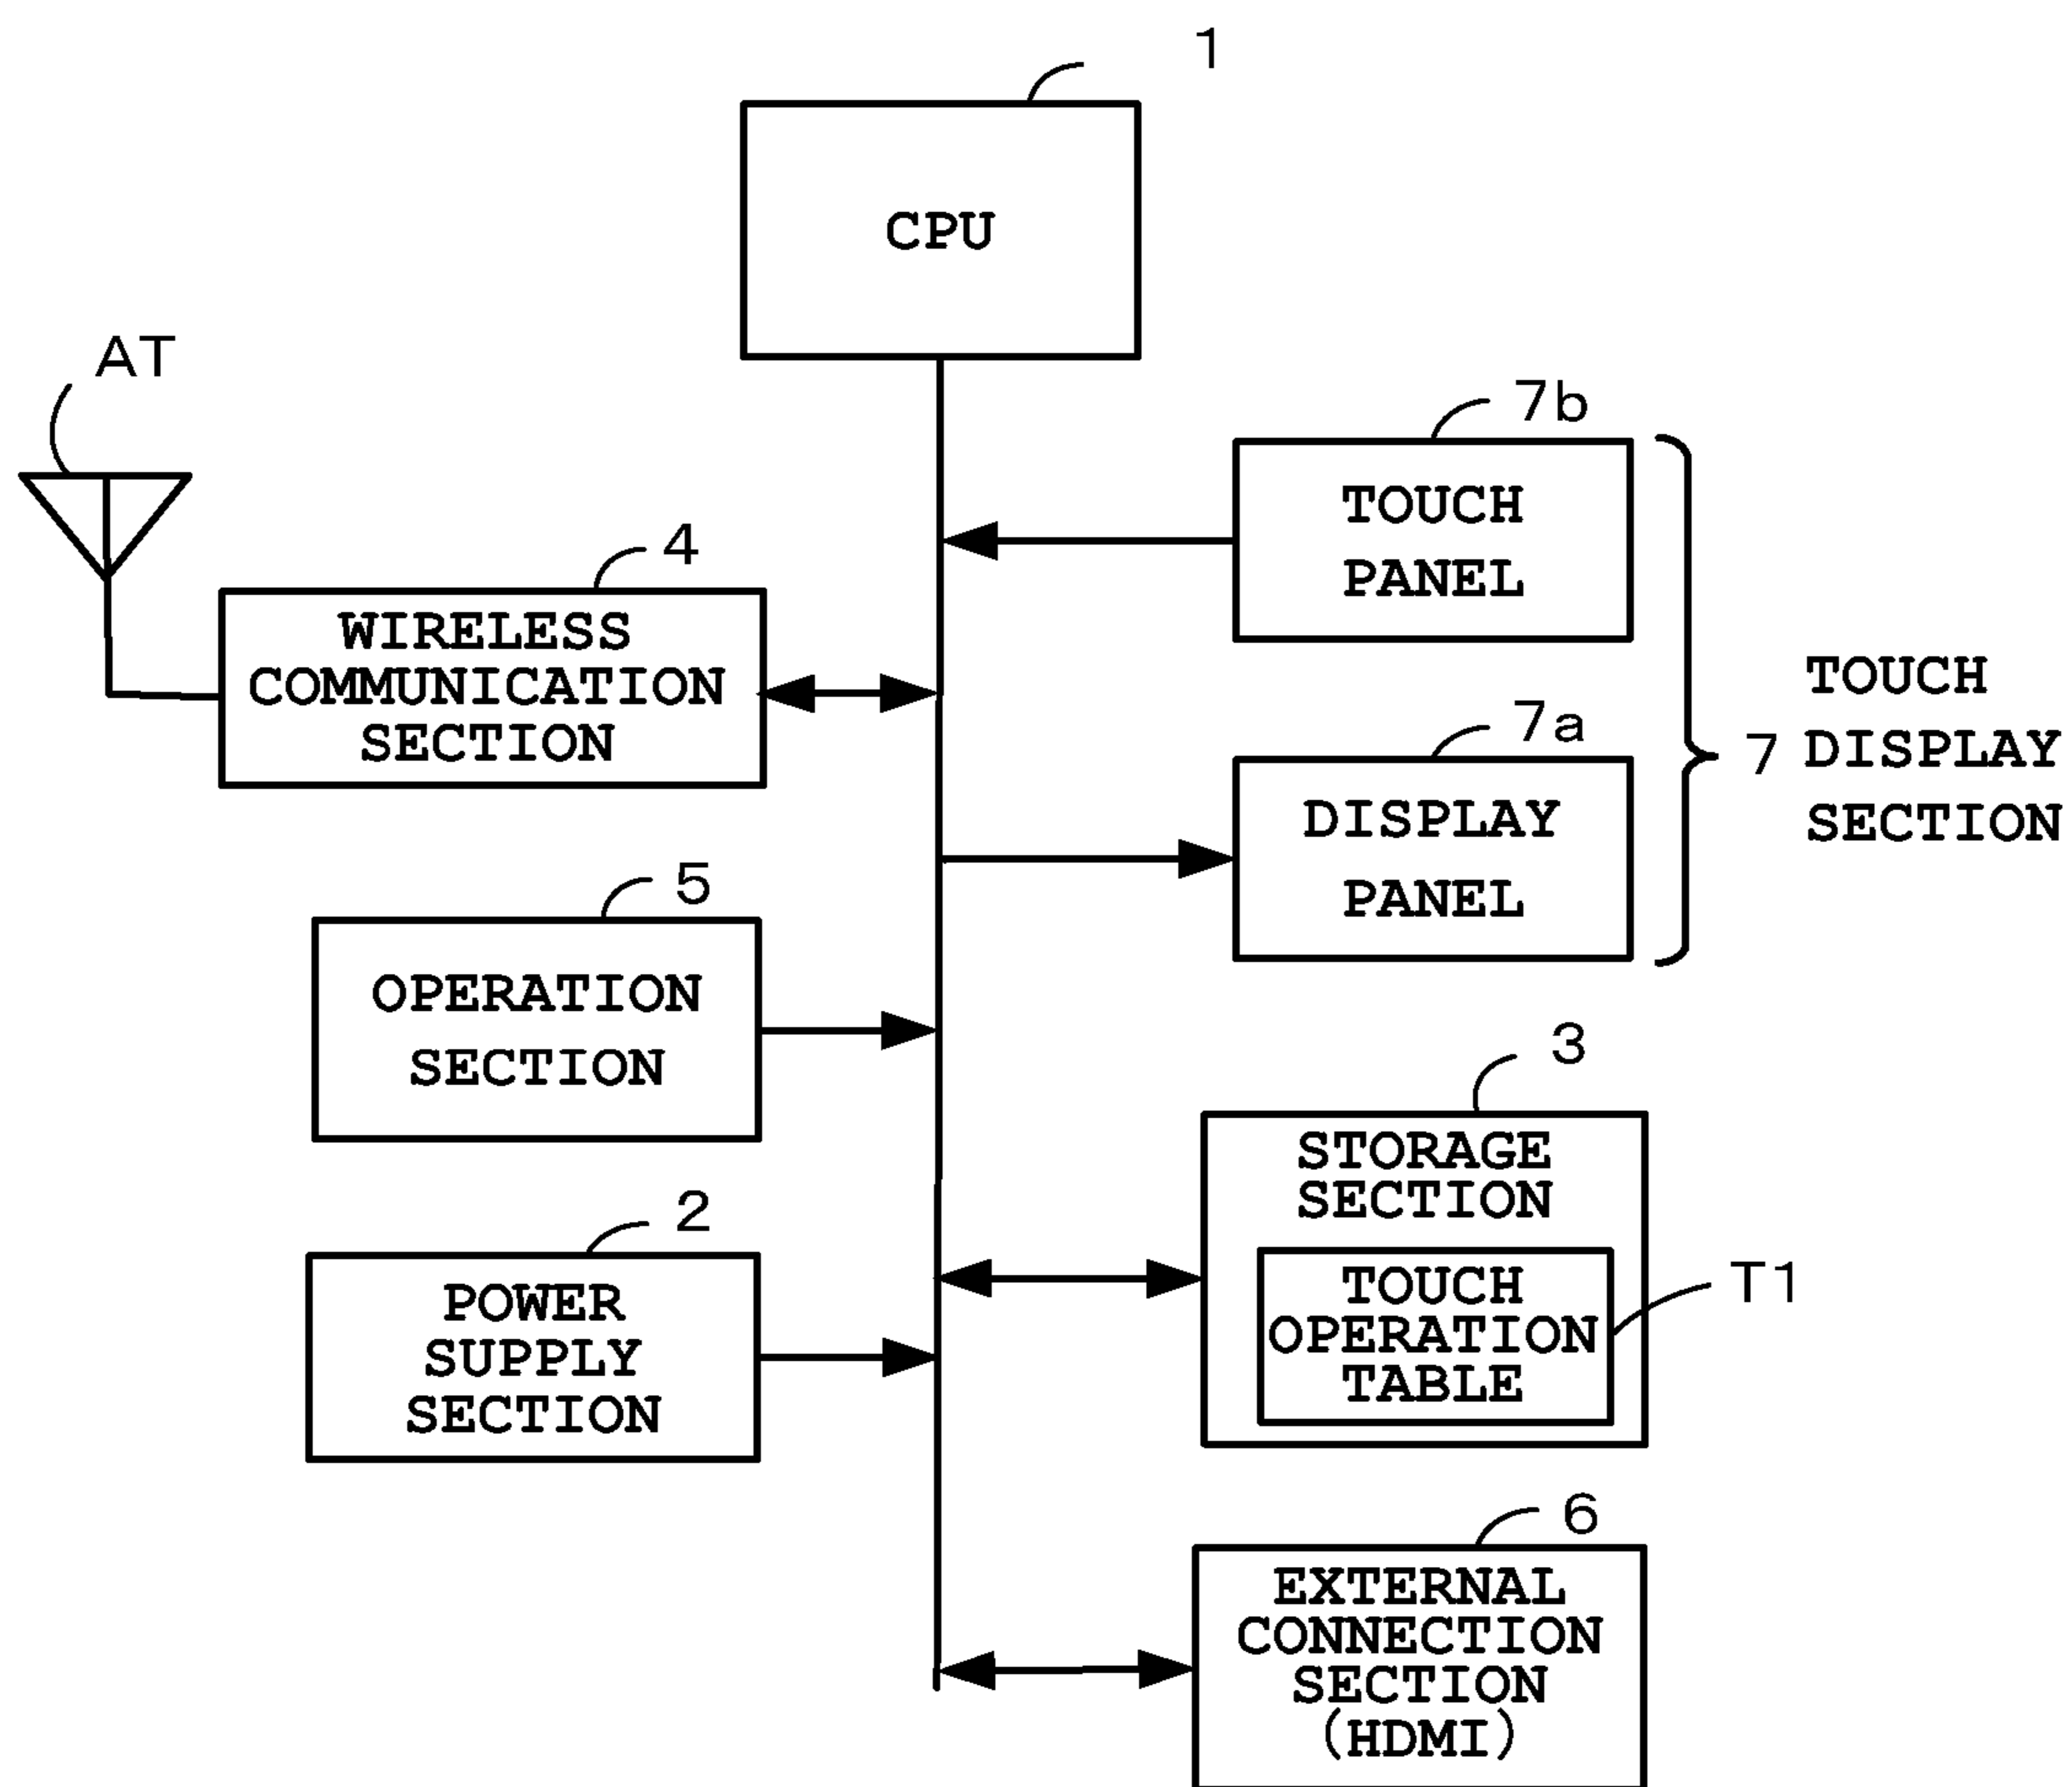 1
CPU
AT
7b
TOUCH
PANEL
4
WIRELESS
COMMUNICATION
SECTION
7a
DISPLAY
PANEL
7
TOUCH
DISPLAY
SECTION
5
OPERATION
SECTION
3
STORAGE
SECTION
TOUCH
OPERATION
TABLE
T1
2
POWER
SUPPLY
SECTION
6
EXTERNAL
CONNECTION
SECTION
(HDMI)